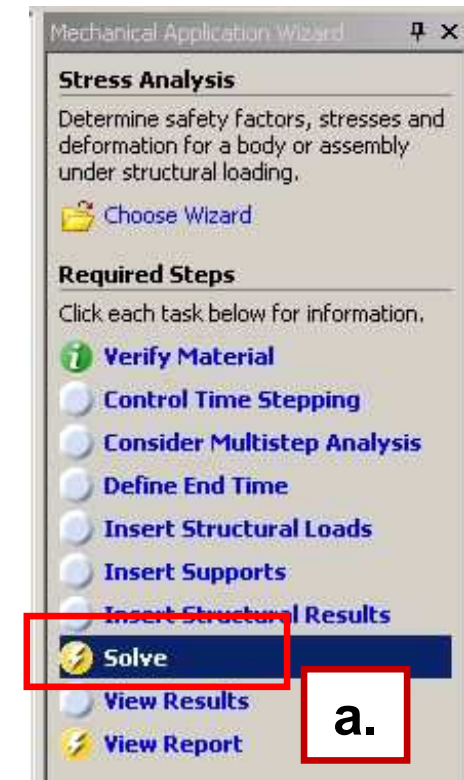 Mechanical Application Wizard
Stress Analysis
Determine safety factors, stresses and
deformation for a body or assembly
under structural loading.
Choose Wizard
Required Steps
Click each task below for information.
Verify Material
Control Time Stepping
Consider Multistep Analysis
Define End Time
Insert Structural Loads
Insert Supports
Insert Structural Results
Solve
View Results
a.
View Report